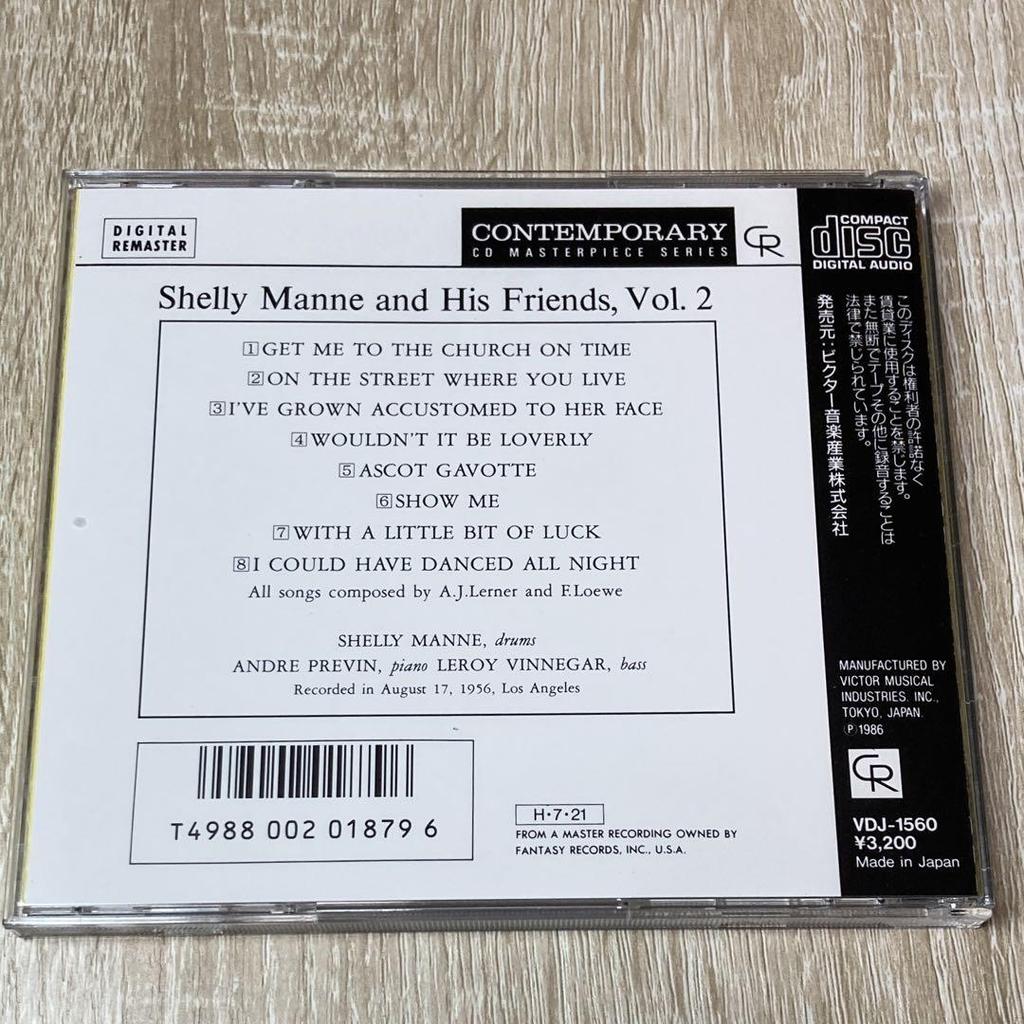 DIGITAL
REMASTER
CONTEMPORARY
CD MASTERPIECE SERIES
CR
COMPACT
disc
DIGITAL AUDIO
Shelly Manne and His Friends, Vol. 2
1 GET ME TO THE CHURCH ON TIME
2 ON THE STREET WHERE YOU LIVE
3 I'VE GROWN ACCUSTOMED TO HER FACE
4 WOULDN'T IT BE LOVERLY
5 ASCOT GAVOTTE
6 SHOW ME
7 WITH A LITTLE BIT OF LUCK
8 I COULD HAVE DANCED ALL NIGHT
All songs composed by A.J.Lerner and F.Loewe
SHELLY MANNE, drums
ANDRE PREVIN, piano LEROY VINNEGAR, bass
Recorded in August 17, 1956, Los Angeles
T4988 002 01879 6
H・7・21
FROM A MASTER RECORDING OWNED BY
FANTASY RECORDS, INC., U.S.A.
このディスクは権利者の許諾なく
賃貸業に使用することを禁じます。
また無断でテープその他に録音することは
法律で禁じられています。
発売元：ビクター音楽産業株式会社
MANUFACTURED BY
VICTOR MUSICAL
INDUSTRIES. INC.,
TOKYO, JAPAN.
Ⓟ1986
CR
VDJ-1560
¥3,200
Made in Japan